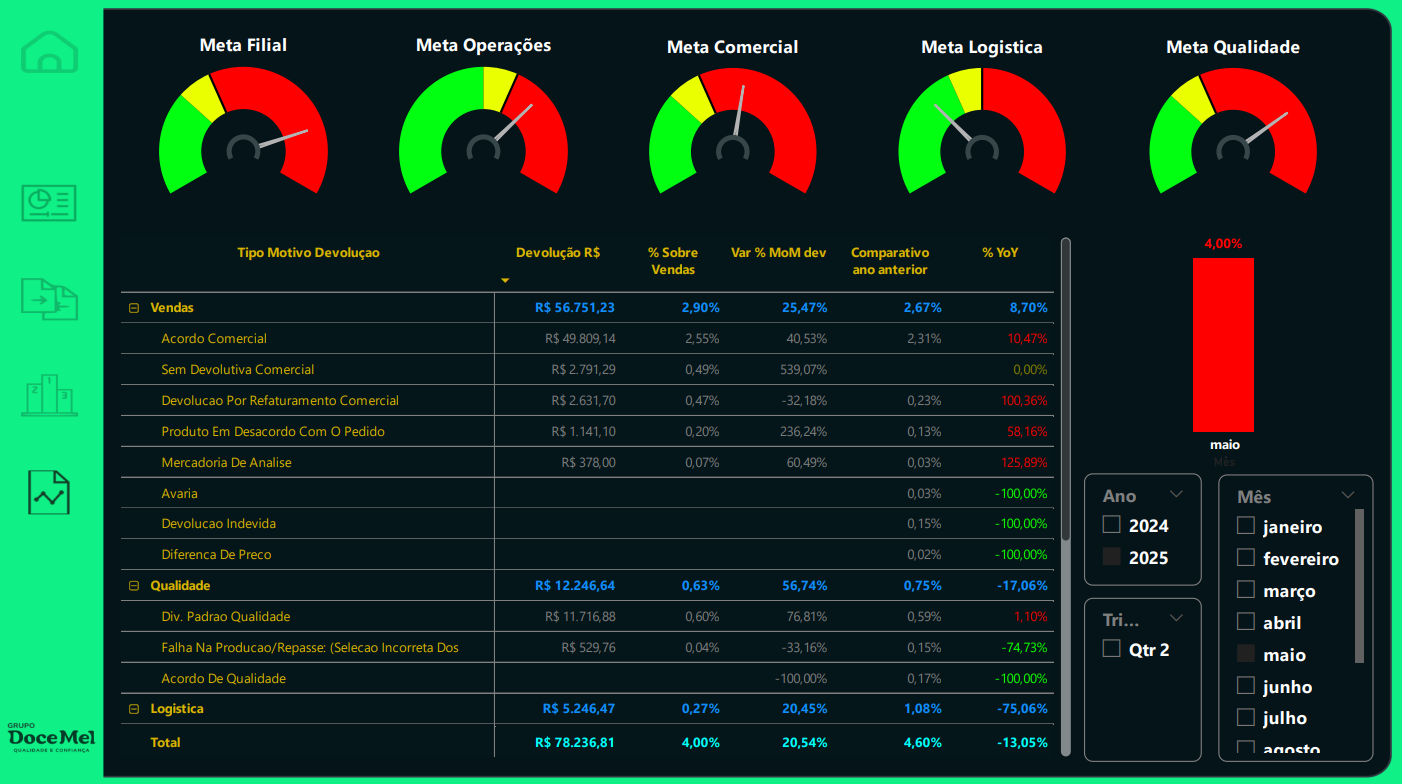 Meta Filial
Meta Operações
Meta Comercial
Meta Logistica
Meta Qualidade
Tipo Motivo Devoluçao Devolução R$ % Sobre Vendas Var % MoM dev Comparativo ano anterior % YoY
Vendas R$ 56.751,23 2,90% 25,47% 2,67% 8,70%
Acordo Comercial R$ 49.809,14 2,55% 40,53% 2,31% 10,47%
Sem Devolutiva Comercial R$ 2.791,29 0,49% 539,07% 0,00%
Devolucao Por Refaturamento Comercial R$ 2.631,70 0,47% -32,18% 0,23% 100,36%
Produto Em Desacordo Com O Pedido R$ 1.141,10 0,20% 236,24% 0,13% 58,16%
Mercadoria De Analise R$ 378,00 0,07% 60,49% 0,03% 125,89%
Avaria 0,03% -100,00%
Devolucao Indevida 0,15% -100,00%
Diferenca De Preco 0,02% -100,00%
Qualidade R$ 12.246,64 0,63% 56,74% 0,75% -17,06%
Div. Padrao Qualidade R$ 11.716,88 0,60% 76,81% 0,59% 1,10%
Falha Na Producao/Repasse: (Selecao Incorreta Dos R$ 529,76 0,04% -33,16% 0,15% -74,73%
Acordo De Qualidade -100,00% 0,17% -100,00%
Logistica R$ 5.246,47 0,27% 20,45% 1,08% -75,06%
Total R$ 78.236,81 4,00% 20,54% 4,60% -13,05%
4,00%
maio
Mês
Ano
2024
2025
Tri...
Qtr 2
Mês
janeiro
fevereiro
março
abril
maio
junho
julho
agosto
2 1 3
GRUPO
DoceMel
QUALIDADE E CONFIANÇA